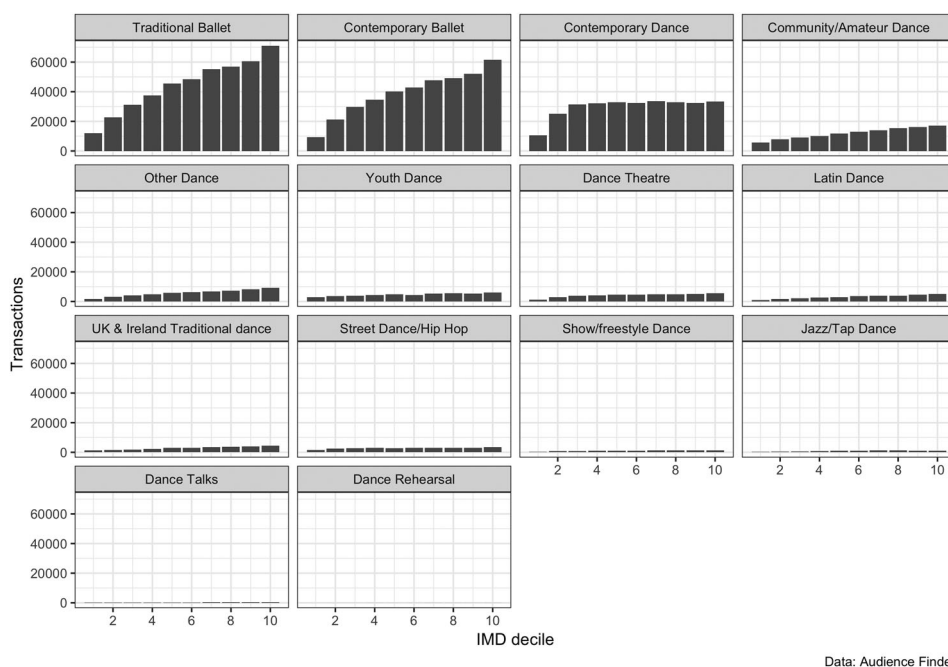 Traditional Ballet
Contemporary Ballet
Contemporary Dance
Community/Amateur Dance
60000
40000
20000
0
Other Dance
Youth Dance
Dance Theatre
Latin Dance
60000
40000
20000
0
UK & Ireland Traditional dance
Street Dance/Hip Hop
Show/freestyle Dance
Jazz/Tap Dance
60000
40000
20000
0
2 4 6 8 10
2 4 6 8 10
Dance Talks
Dance Rehearsal
60000
40000
20000
0
2 4 6 8 10
2 4 6 8 10
Transactions
IMD decile
Data: Audience Finde